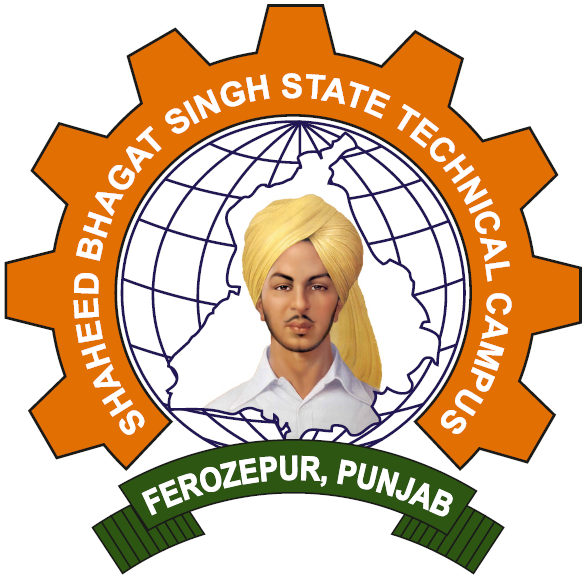 SHAHEED BHAGAT SINGH STATE TECHNICAL CAMPUS
FEROZEPUR, PUNJAB